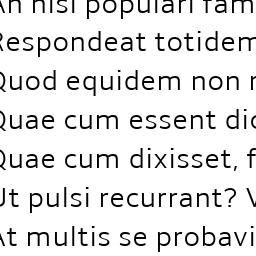 An nisi populari fam
Respondeat totidem
Quod equidem non r
Quae cum essent dic
Quae cum dixisset, f
Ut pulsi recurrant? V
At multis se probavi